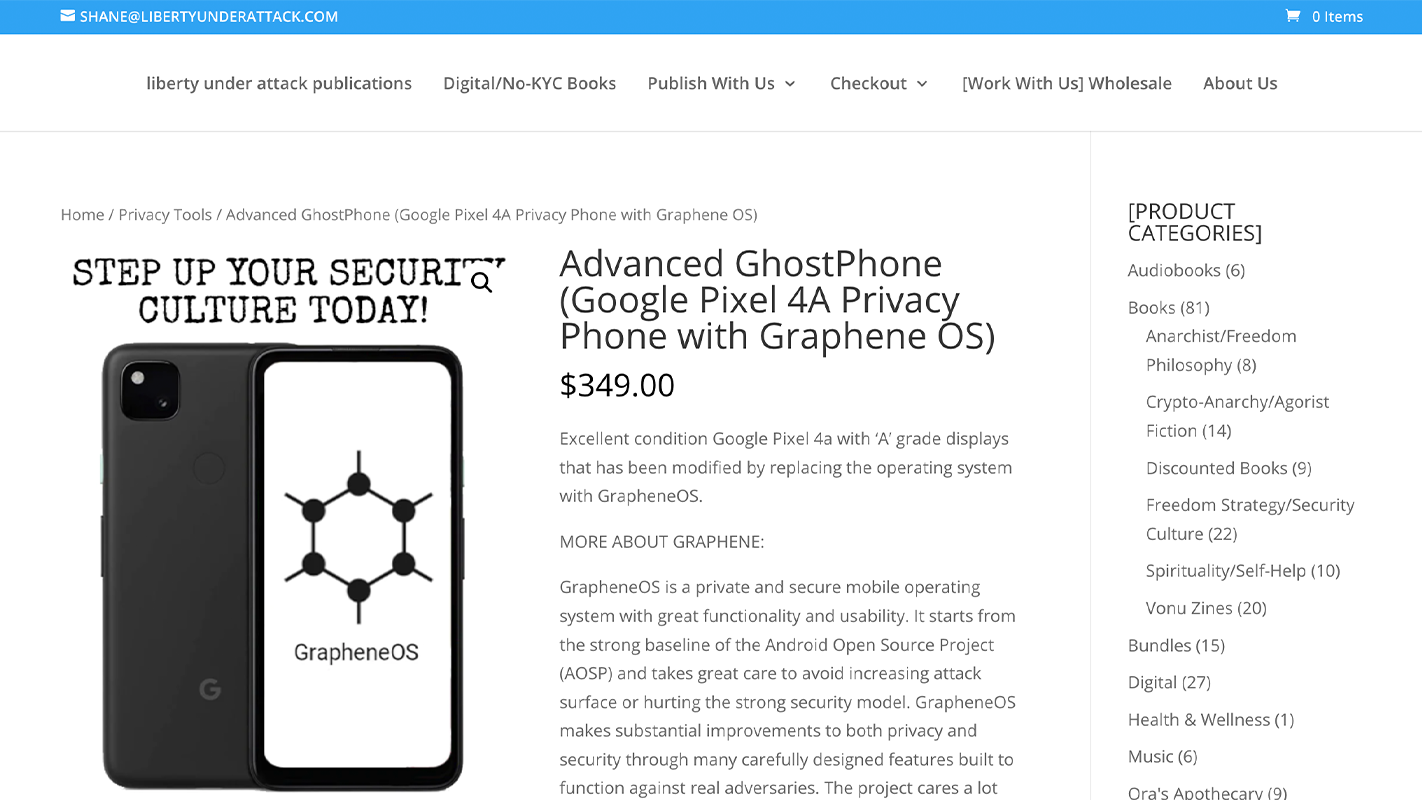 SHANE@LIBERTYUNDERATTACK.COM
0 Items
liberty under attack publications
Digital/No-KYC Books
Publish With Us
Checkout
[Work With Us] Wholesale
About Us
Home / Privacy Tools / Advanced GhostPhone (Google Pixel 4A Privacy Phone with Graphene OS)
STEP UP YOUR SECURITY
CULTURE TODAY!
GrapheneOS
G
Advanced GhostPhone
(Google Pixel 4A Privacy
Phone with Graphene OS)
$349.00
Excellent condition Google Pixel 4a with ‘A’ grade displays
that has been modified by replacing the operating system
with GrapheneOS.
MORE ABOUT GRAPHENE:
GrapheneOS is a private and secure mobile operating
system with great functionality and usability. It starts from
the strong baseline of the Android Open Source Project
(AOSP) and takes great care to avoid increasing attack
surface or hurting the strong security model. GrapheneOS
makes substantial improvements to both privacy and
security through many carefully designed features built to
function against real adversaries. The project cares a lot
[PRODUCT
CATEGORIES]
Audiobooks (6)
Books (81)
Anarchist/Freedom
Philosophy (8)
Crypto-Anarchy/Agorist
Fiction (14)
Discounted Books (9)
Freedom Strategy/Security
Culture (22)
Spirituality/Self-Help (10)
Vonu Zines (20)
Bundles (15)
Digital (27)
Health & Wellness (1)
Music (6)
Ora's Apothecary (9)